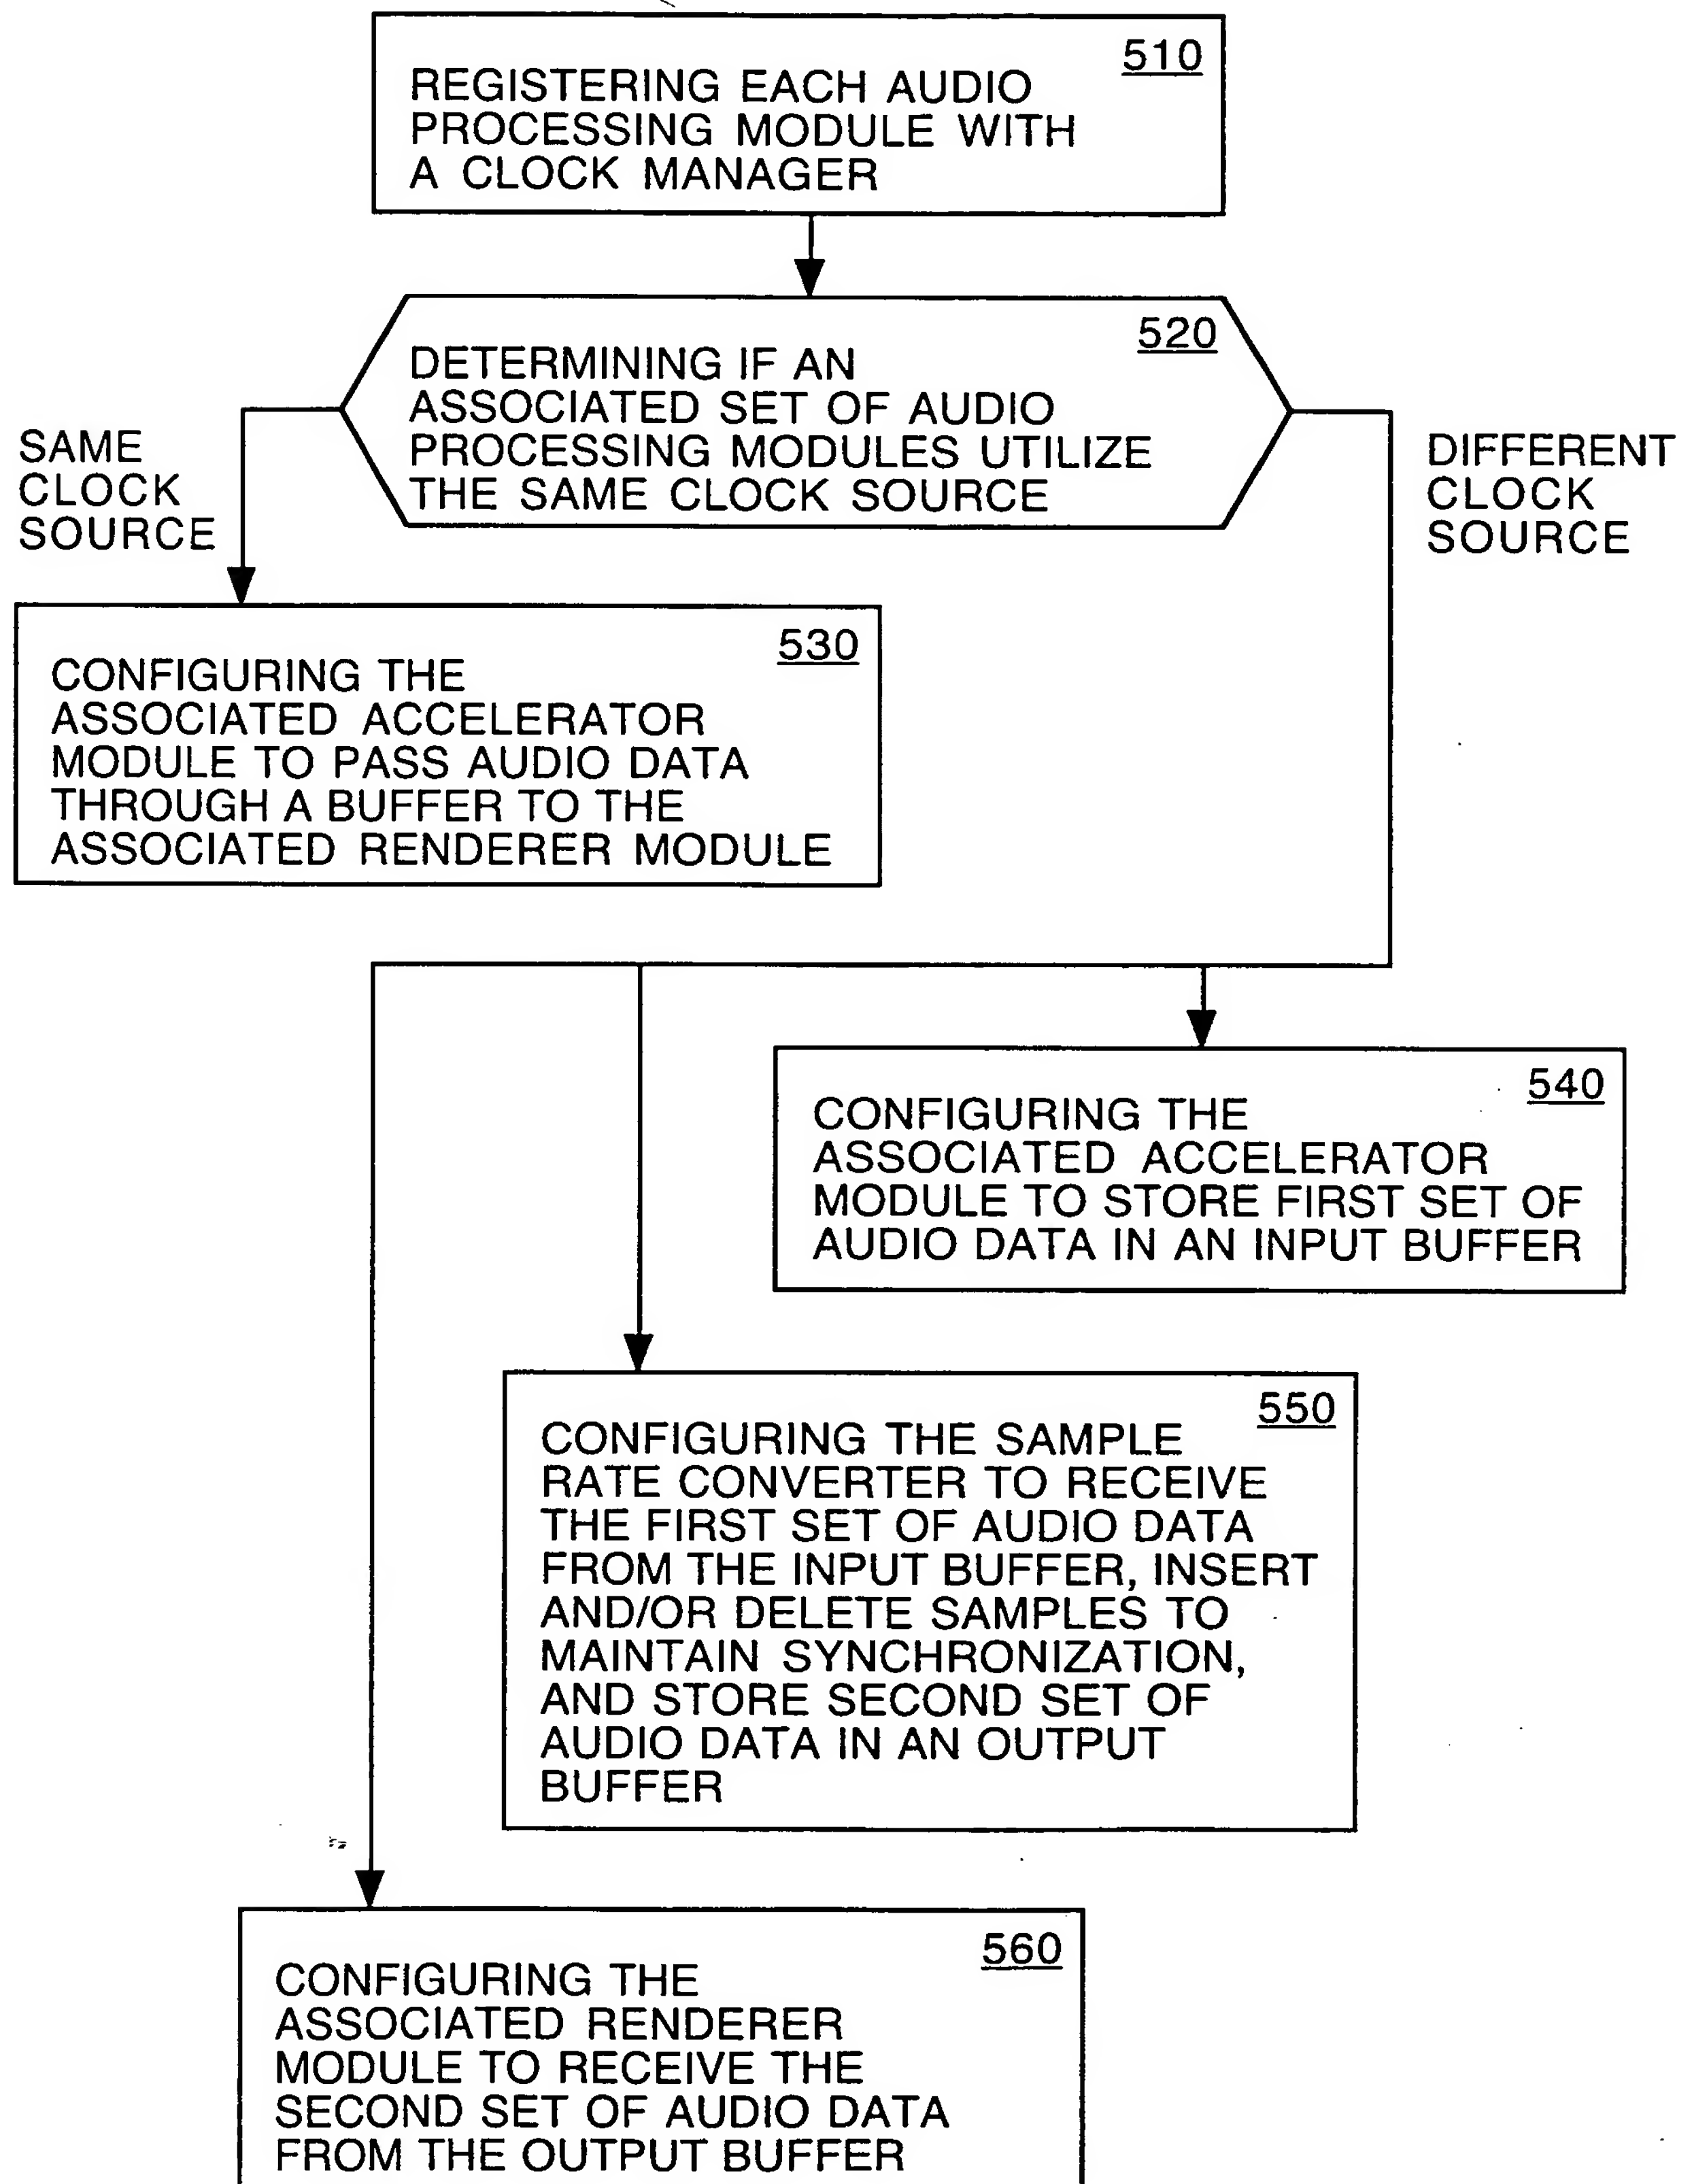 510
REGISTERING EACH AUDIO
PROCESSING MODULE WITH
A CLOCK MANAGER
520
DETERMINING IF AN
ASSOCIATED SET OF AUDIO
PROCESSING MODULES UTILIZE
THE SAME CLOCK SOURCE
SAME
CLOCK
SOURCE
DIFFERENT
CLOCK
SOURCE
530
CONFIGURING THE
ASSOCIATED ACCELERATOR
MODULE TO PASS AUDIO DATA
THROUGH A BUFFER TO THE
ASSOCIATED RENDERER MODULE
540
CONFIGURING THE
ASSOCIATED ACCELERATOR
MODULE TO STORE FIRST SET OF
AUDIO DATA IN AN INPUT BUFFER
550
CONFIGURING THE SAMPLE
RATE CONVERTER TO RECEIVE
THE FIRST SET OF AUDIO DATA
FROM THE INPUT BUFFER, INSERT
AND/OR DELETE SAMPLES TO
MAINTAIN SYNCHRONIZATION,
AND STORE SECOND SET OF
AUDIO DATA IN AN OUTPUT
BUFFER
560
CONFIGURING THE
ASSOCIATED RENDERER
MODULE TO RECEIVE THE
SECOND SET OF AUDIO DATA
FROM THE OUTPUT BUFFER